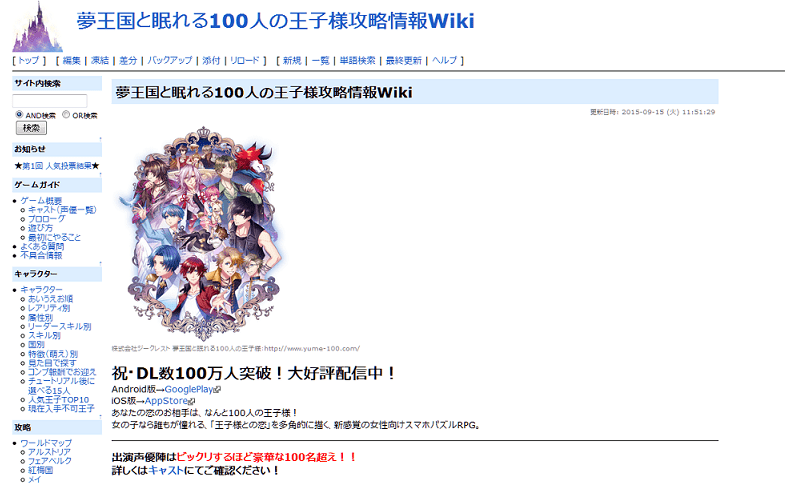 夢王国と眠れる100人の王子様攻略情報Wiki
[ トップ ] [ 編集 | 凍結 | 差分 | バックアップ | 添付 | リロード ] [ 新規 | 一覧 | 単語検索 | 最終更新 | ヘルプ ]
サイト内検索
AND検索 OR検索
検索
お知らせ
★第1回 人気投票結果★
ゲームガイド
ゲーム概要
キャスト（声優一覧）
プロローグ
遊び方
最初にやること
よくある質問
不具合情報
キャラクター
キャラクター
あいうえお順
レアリティ別
属性別
リーダースキル別
スキル別
国別
特徴（萌え）別
見た目で探す
コンプ報酬でお迎え
チュートリアル後に
選べる15人
人気王子TOP10
現在入手不可王子
攻略
ワールドマップ
アルストリア
フェアベルク
紅梅国
メイ
夢王国と眠れる100人の王子様攻略情報Wiki
更新日時: 2015-09-15 (火) 11:51:29
株式会社ジークレスト 夢王国と眠れる100人の王子様:http://www.yume-100.com/
祝・DL数100万人突破！大好評配信中！
Android版→GooglePlay
iOS版→AppStore
あなたの恋のお相手は、なんと100人の王子様！
女の子なら誰もが憧れる、「王子様との恋」を多角的に描く、新感覚の女性向けスマホパズルRPG。
出演声優陣はビックリするほど豪華な100名超え！！
詳しくはキャストにてご確認ください！